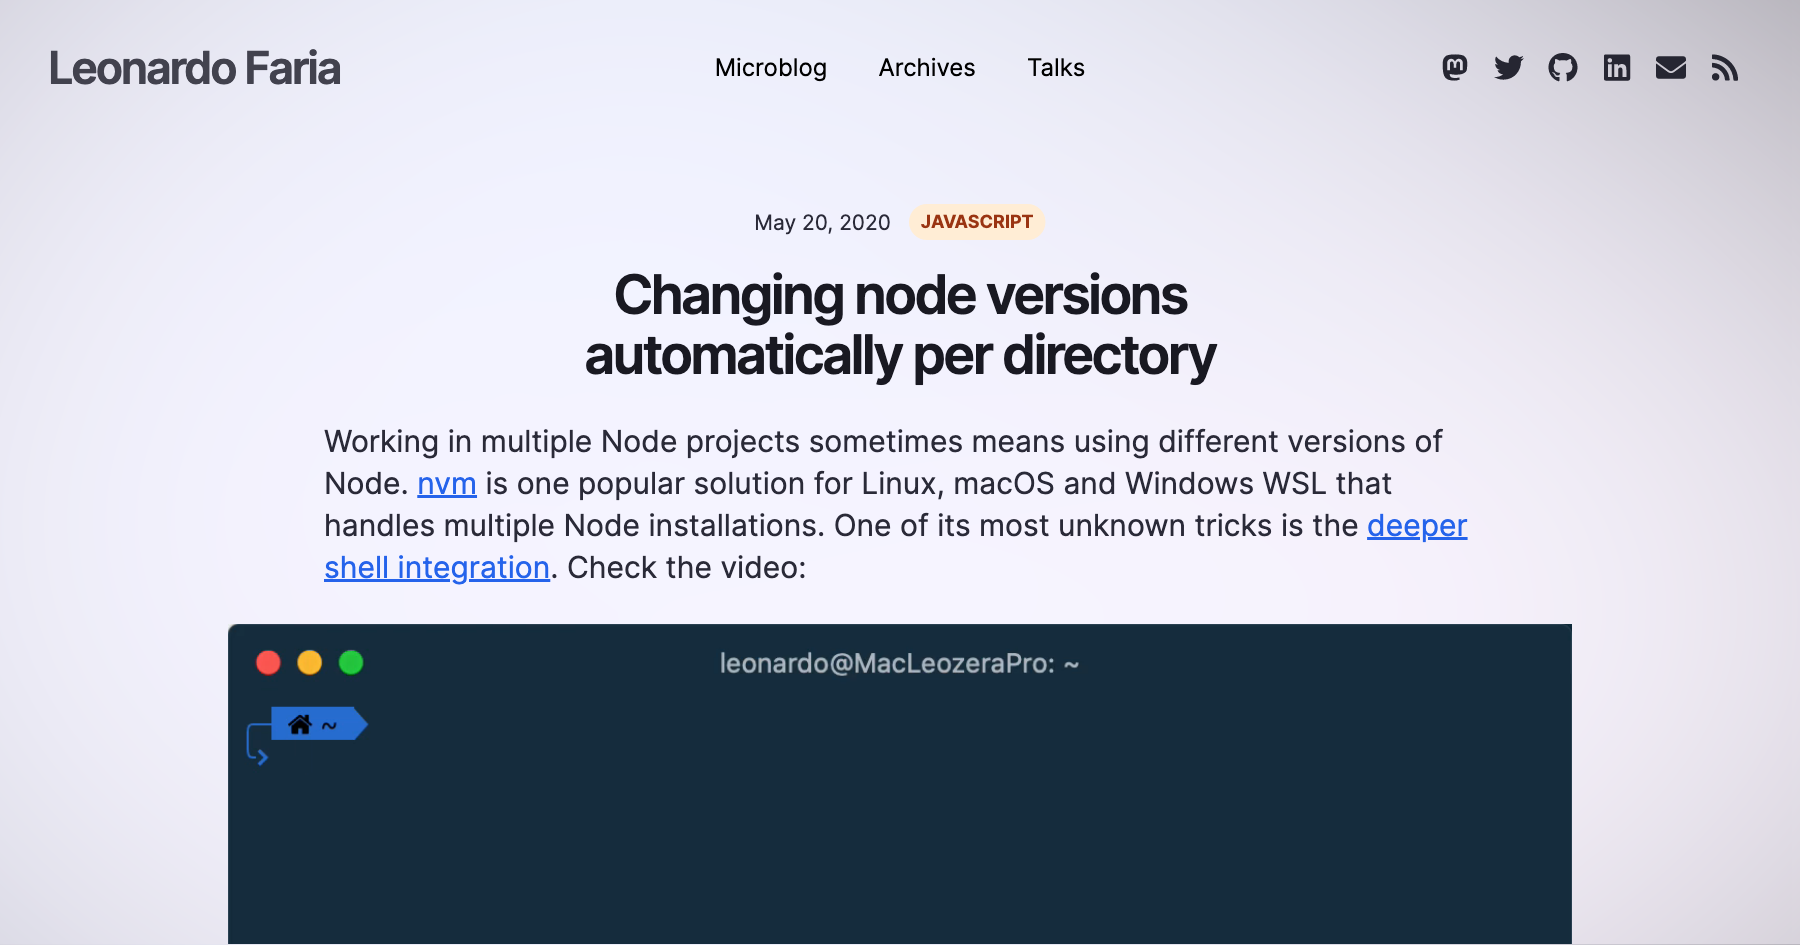 Leonardo Faria
Microblog
Archives
Talks
May 20, 2020
JAVASCRIPT
Changing node versions
automatically per directory
Working in multiple Node projects sometimes means using different versions of
Node. nvm is one popular solution for Linux, macOS and Windows WSL that
handles multiple Node installations. One of its most unknown tricks is the deeper
shell integration. Check the video:
leonardo@MacLeozeraPro: ~
~